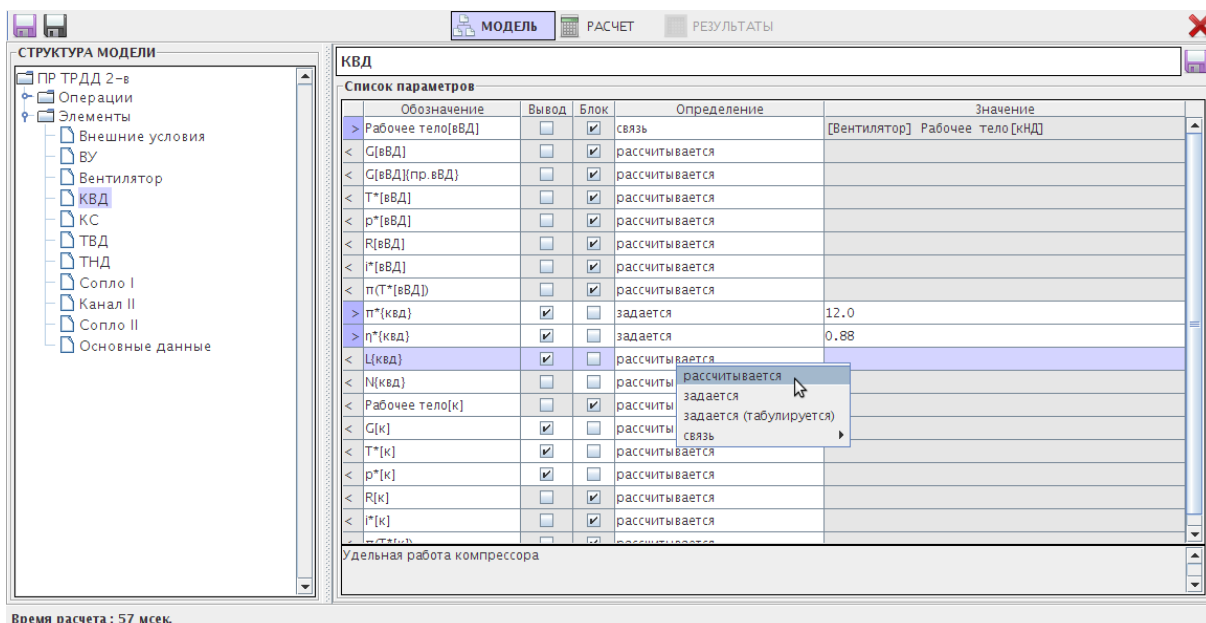 МОДЕЛЬ РАСЧЕТ РЕЗУЛЬТАТЫ
СТРУКТУРА МОДЕЛИ
ПР ТРДД 2-в
Операции
Элементы
Внешние условия
ВУ
Вентилятор
КВД
КС
ТВД
ТНД
Сопло I
Канал II
Сопло II
Основные данные
КВД
Список параметров
Обозначение Вывод Блок Определение Значение
> Рабочее тело[вВД] связь [Вентилятор] Рабочее тело[кНД]
< G[вВД] рассчитывается
< G[вВД]{пр.вВД} рассчитывается
< T*[вВД] рассчитывается
< p*[вВД] рассчитывается
< R[вВД] рассчитывается
< i*[вВД] рассчитывается
< π(T*[вВД]) рассчитывается
> π*{квд} задается 12.0
> η*{квд} задается 0.88
< L{квд} рассчитывается
< N{квд} рассчиты
< Рабочее тело[к] рассчиты
< G[к] рассчиты
< T*[к] рассчитывается
< p*[к] рассчитывается
< R[к] рассчитывается
< i*[к] рассчитывается
< π(T*[к]) рассчитывается
рассчитывается
задается
задается (табулируется)
связь
Удельная работа компрессора
Время расчета : 57 мсек.